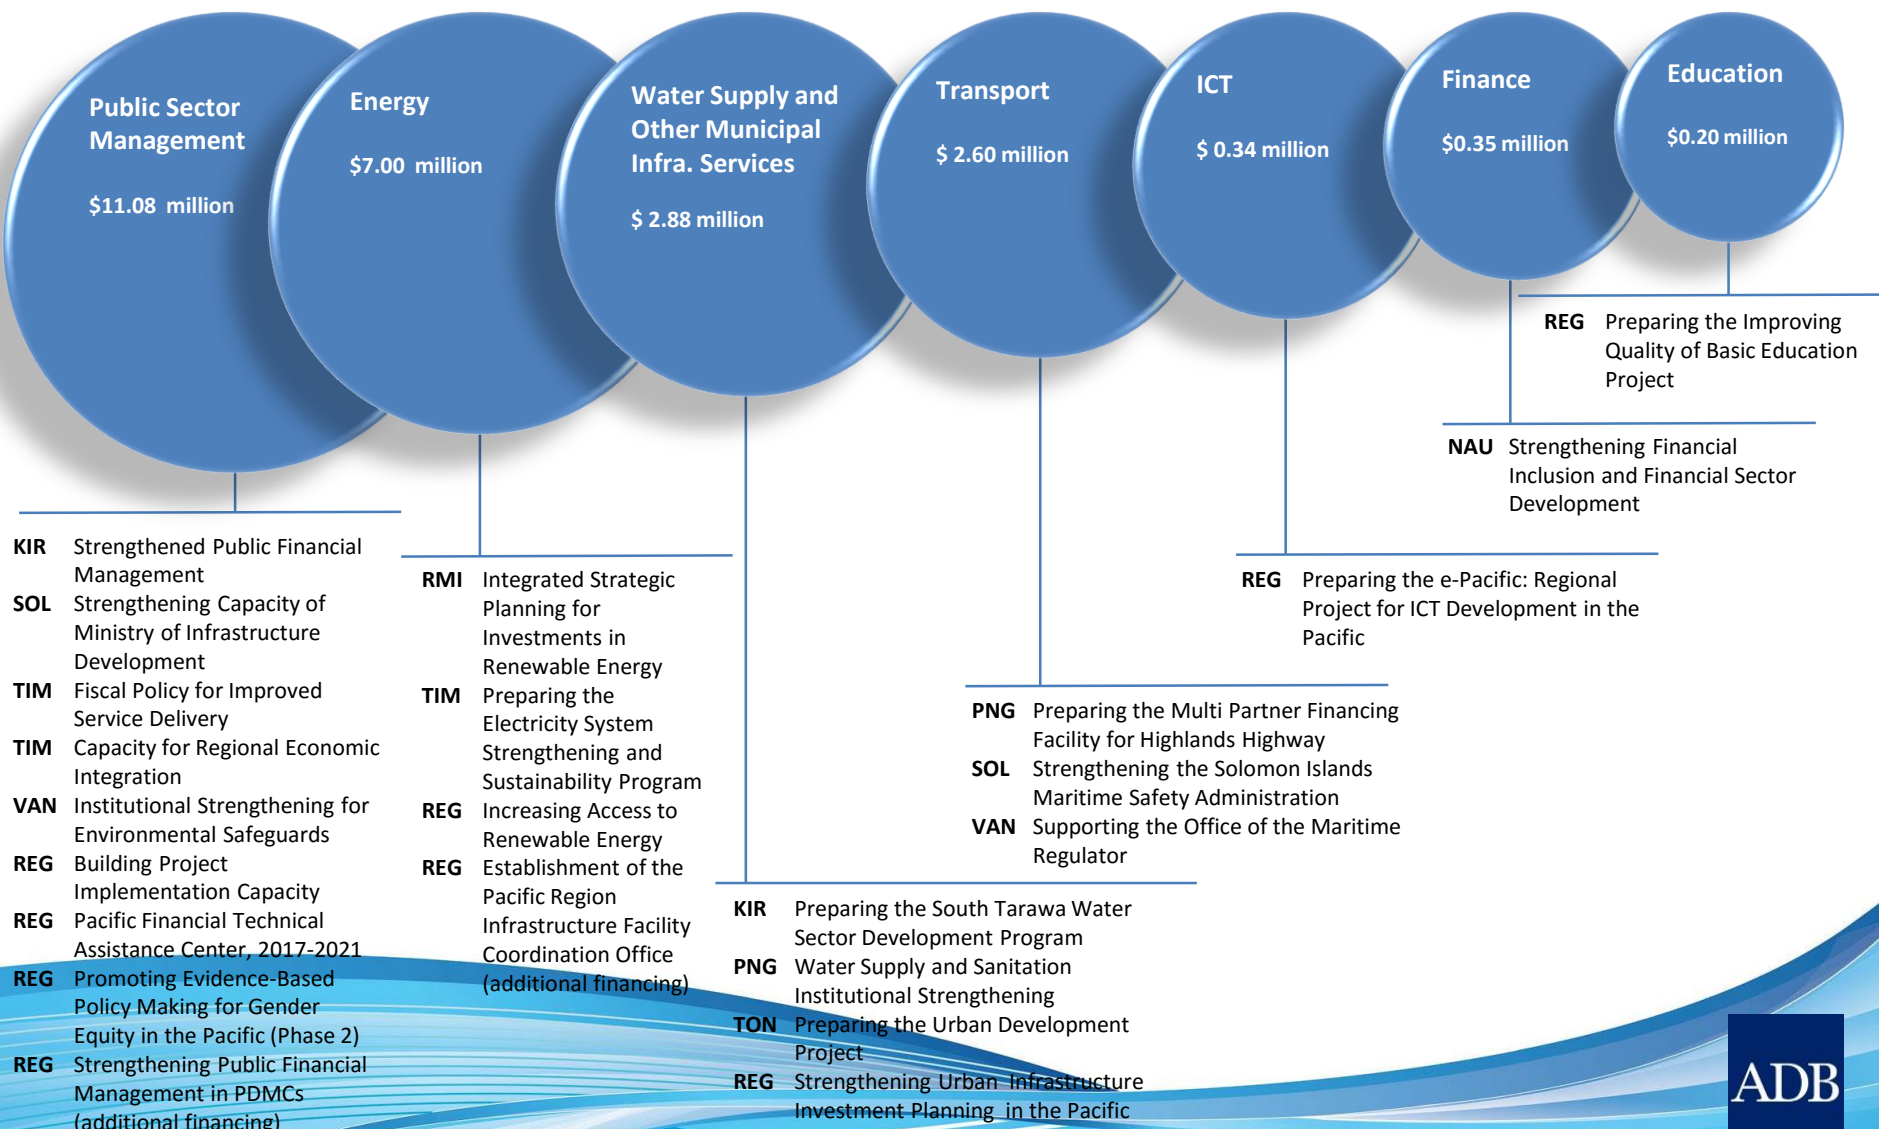 Public Sector
Management
$11.08 million
Energy
$7.00 million
Water Supply and
Other Municipal
Infra. Services
$ 2.88 million
Transport
$ 2.60 million
ICT
$ 0.34 million
Finance
$0.35 million
Education
$0.20 million
KIR Strengthened Public Financial
Management
SOL Strengthening Capacity of
Ministry of Infrastructure
Development
TIM Fiscal Policy for Improved
Service Delivery
TIM Capacity for Regional Economic
Integration
VAN Institutional Strengthening for
Environmental Safeguards
REG Building Project
Implementation Capacity
REG Pacific Financial Technical
Assistance Center, 2017-2021
REG Promoting Evidence-Based
Policy Making for Gender
Equity in the Pacific (Phase 2)
REG Strengthening Public Financial
Management in PDMCs
(additional financing)
RMI Integrated Strategic
Planning for
Investments in
Renewable Energy
TIM Preparing the
Electricity System
Strengthening and
Sustainability Program
REG Increasing Access to
Renewable Energy
REG Establishment of the
Pacific Region
Infrastructure Facility
Coordination Office
(additional financing)
KIR Preparing the South Tarawa Water
Sector Development Program
PNG Water Supply and Sanitation
Institutional Strengthening
TON Preparing the Urban Development
Project
REG Strengthening Urban Infrastructure
Investment Planning in the Pacific
PNG Preparing the Multi Partner Financing
Facility for Highlands Highway
SOL Strengthening the Solomon Islands
Maritime Safety Administration
VAN Supporting the Office of the Maritime
Regulator
REG Preparing the e-Pacific: Regional
Project for ICT Development in the
Pacific
NAU Strengthening Financial
Inclusion and Financial Sector
Development
REG Preparing the Improving
Quality of Basic Education
Project
ADB